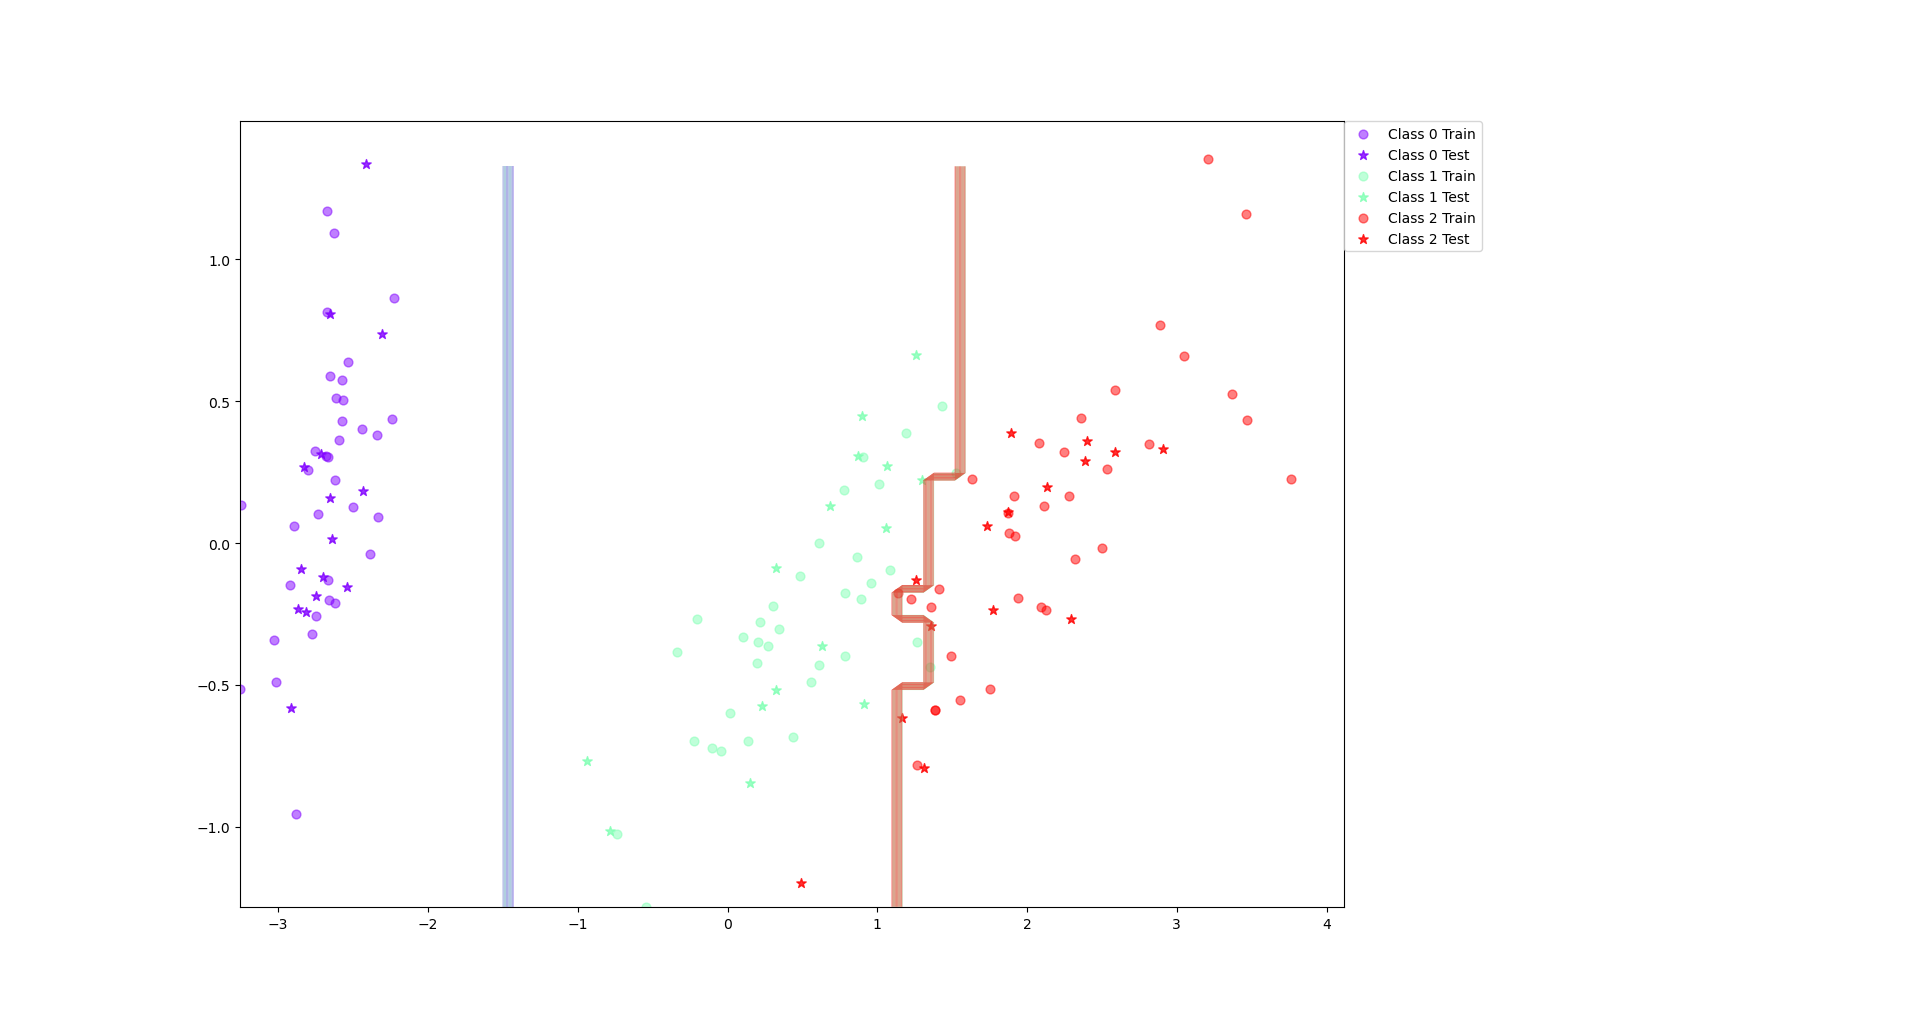 Class 0 Train
Class 0 Test
Class 1 Train
Class 1 Test
Class 2 Train
Class 2 Test
1.0
0.5
0.0
−0.5
−1.0
−3 −2 −1 0 1 2 3 4